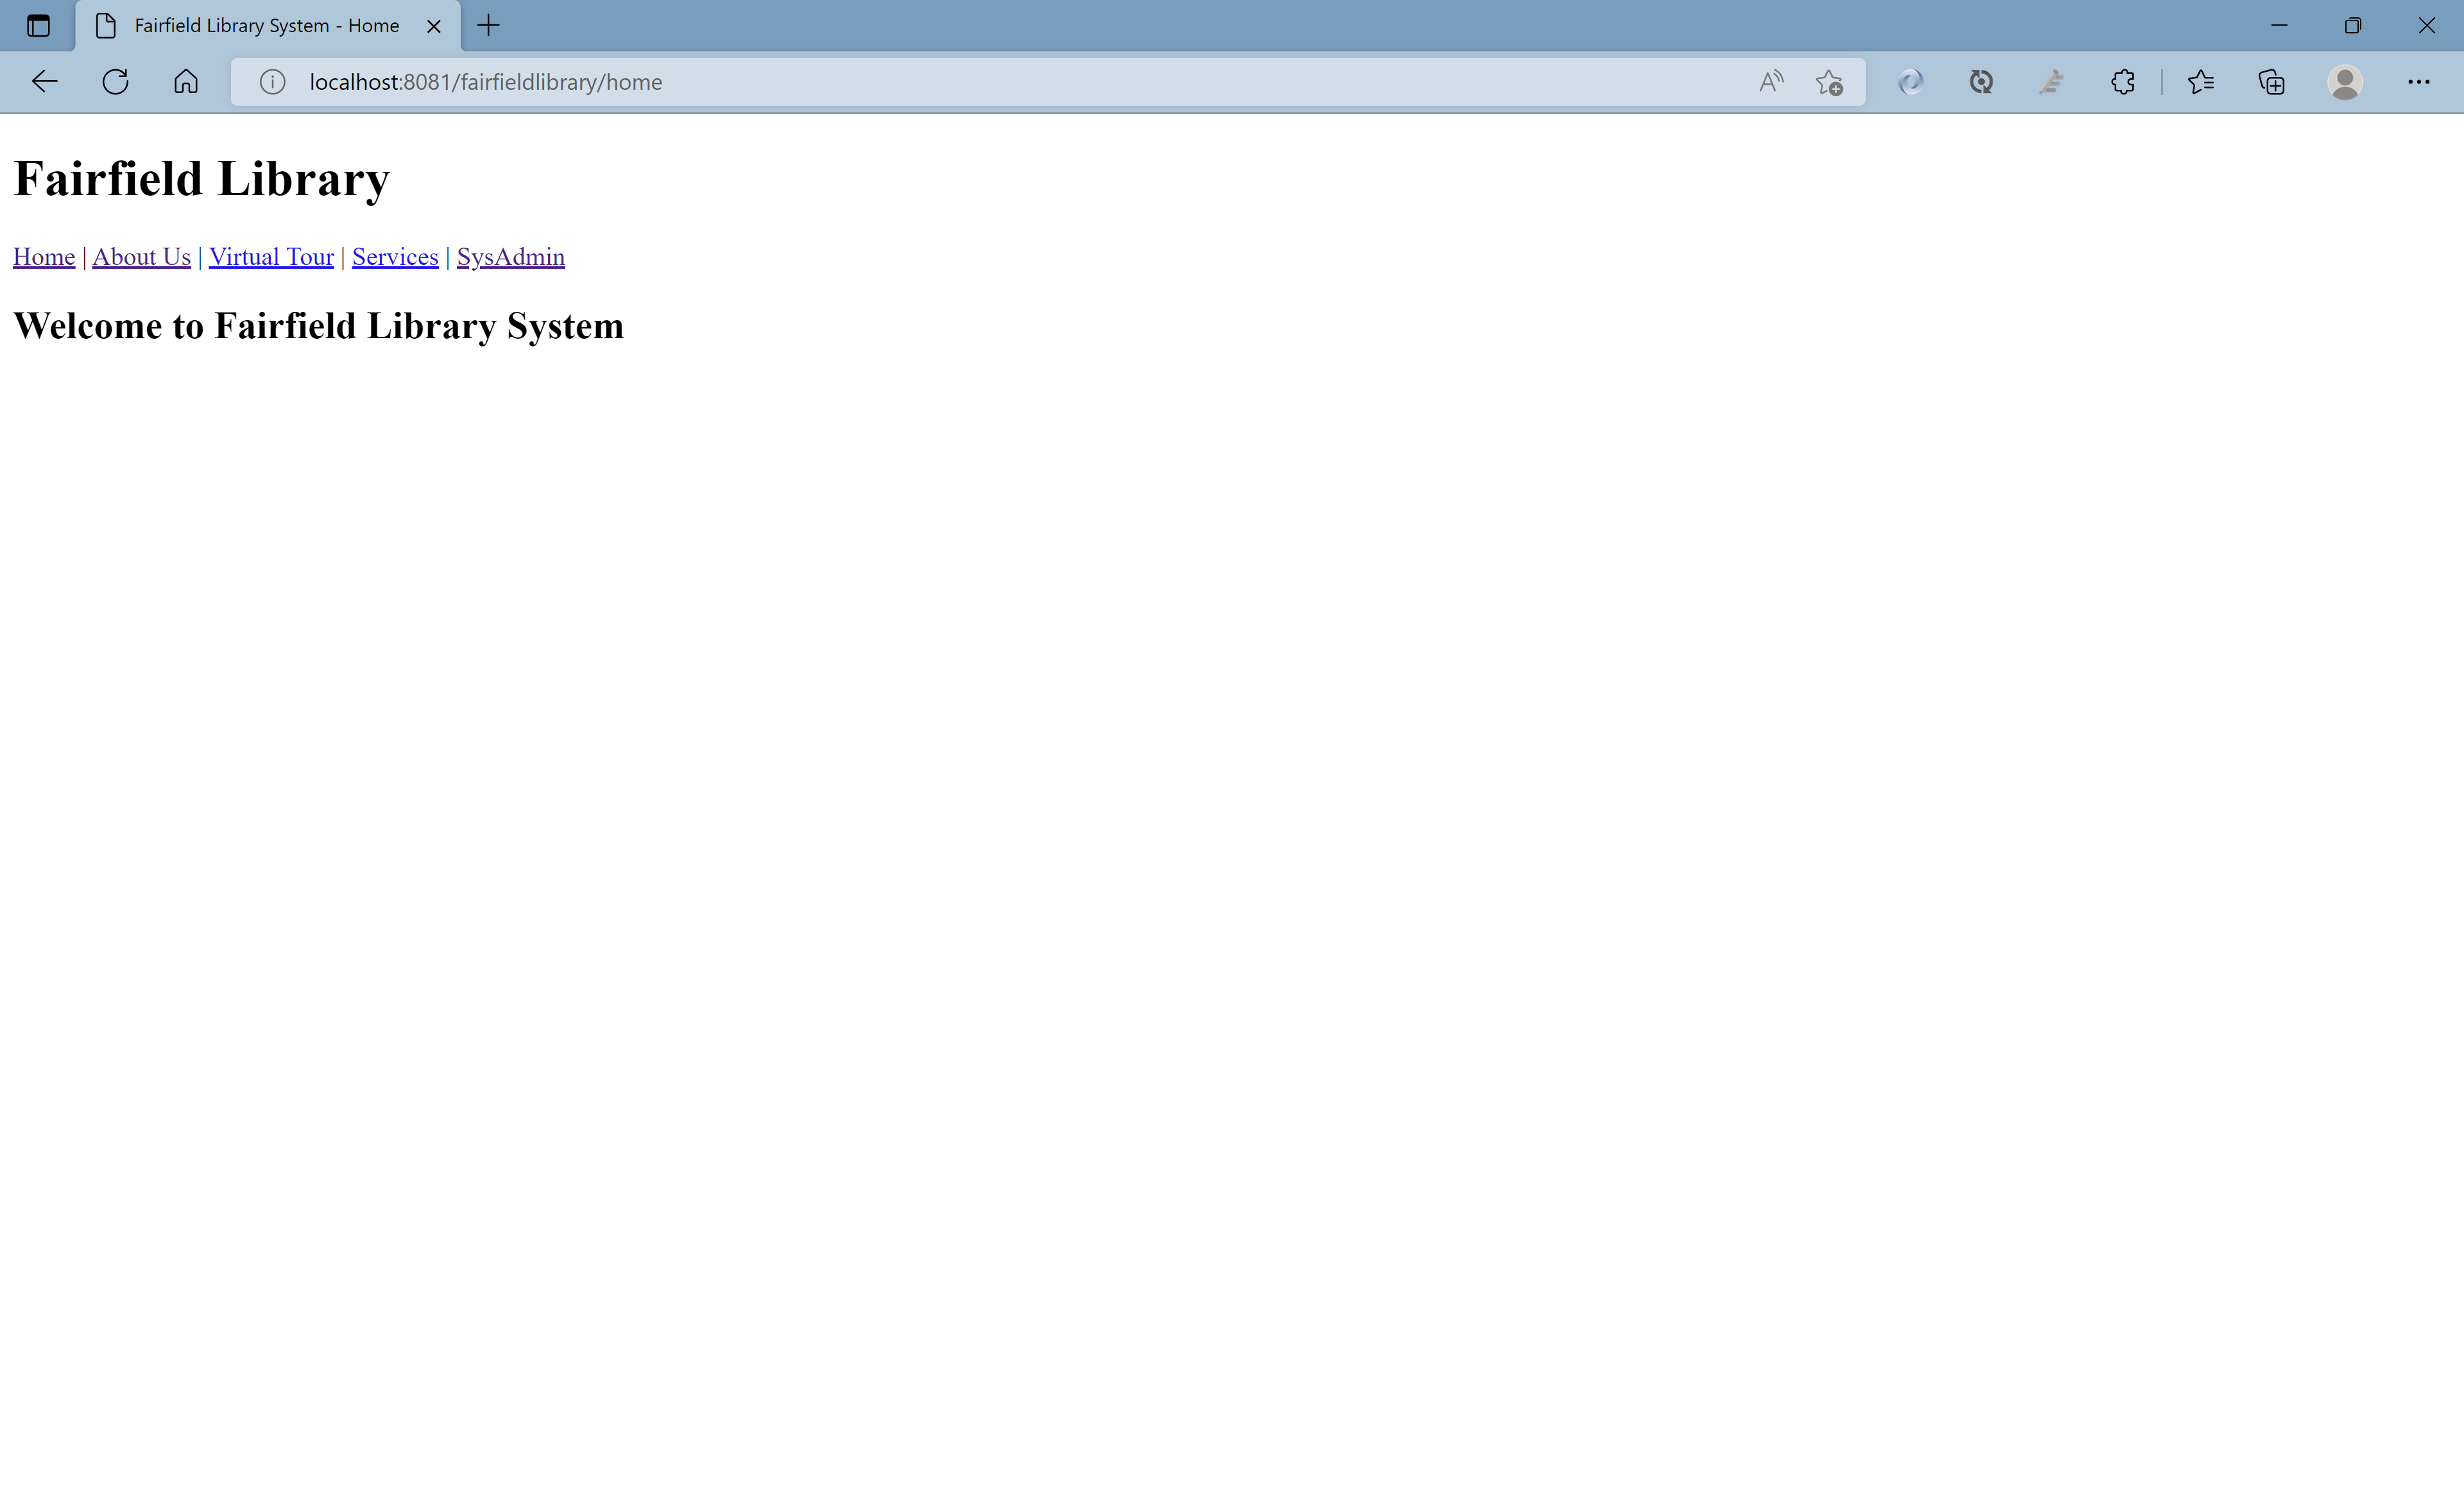 Fairfield Library System - Home
localhost:8081/fairfieldlibrary/home
Fairfield Library
Home | About Us | Virtual Tour | Services | SysAdmin
Welcome to Fairfield Library System